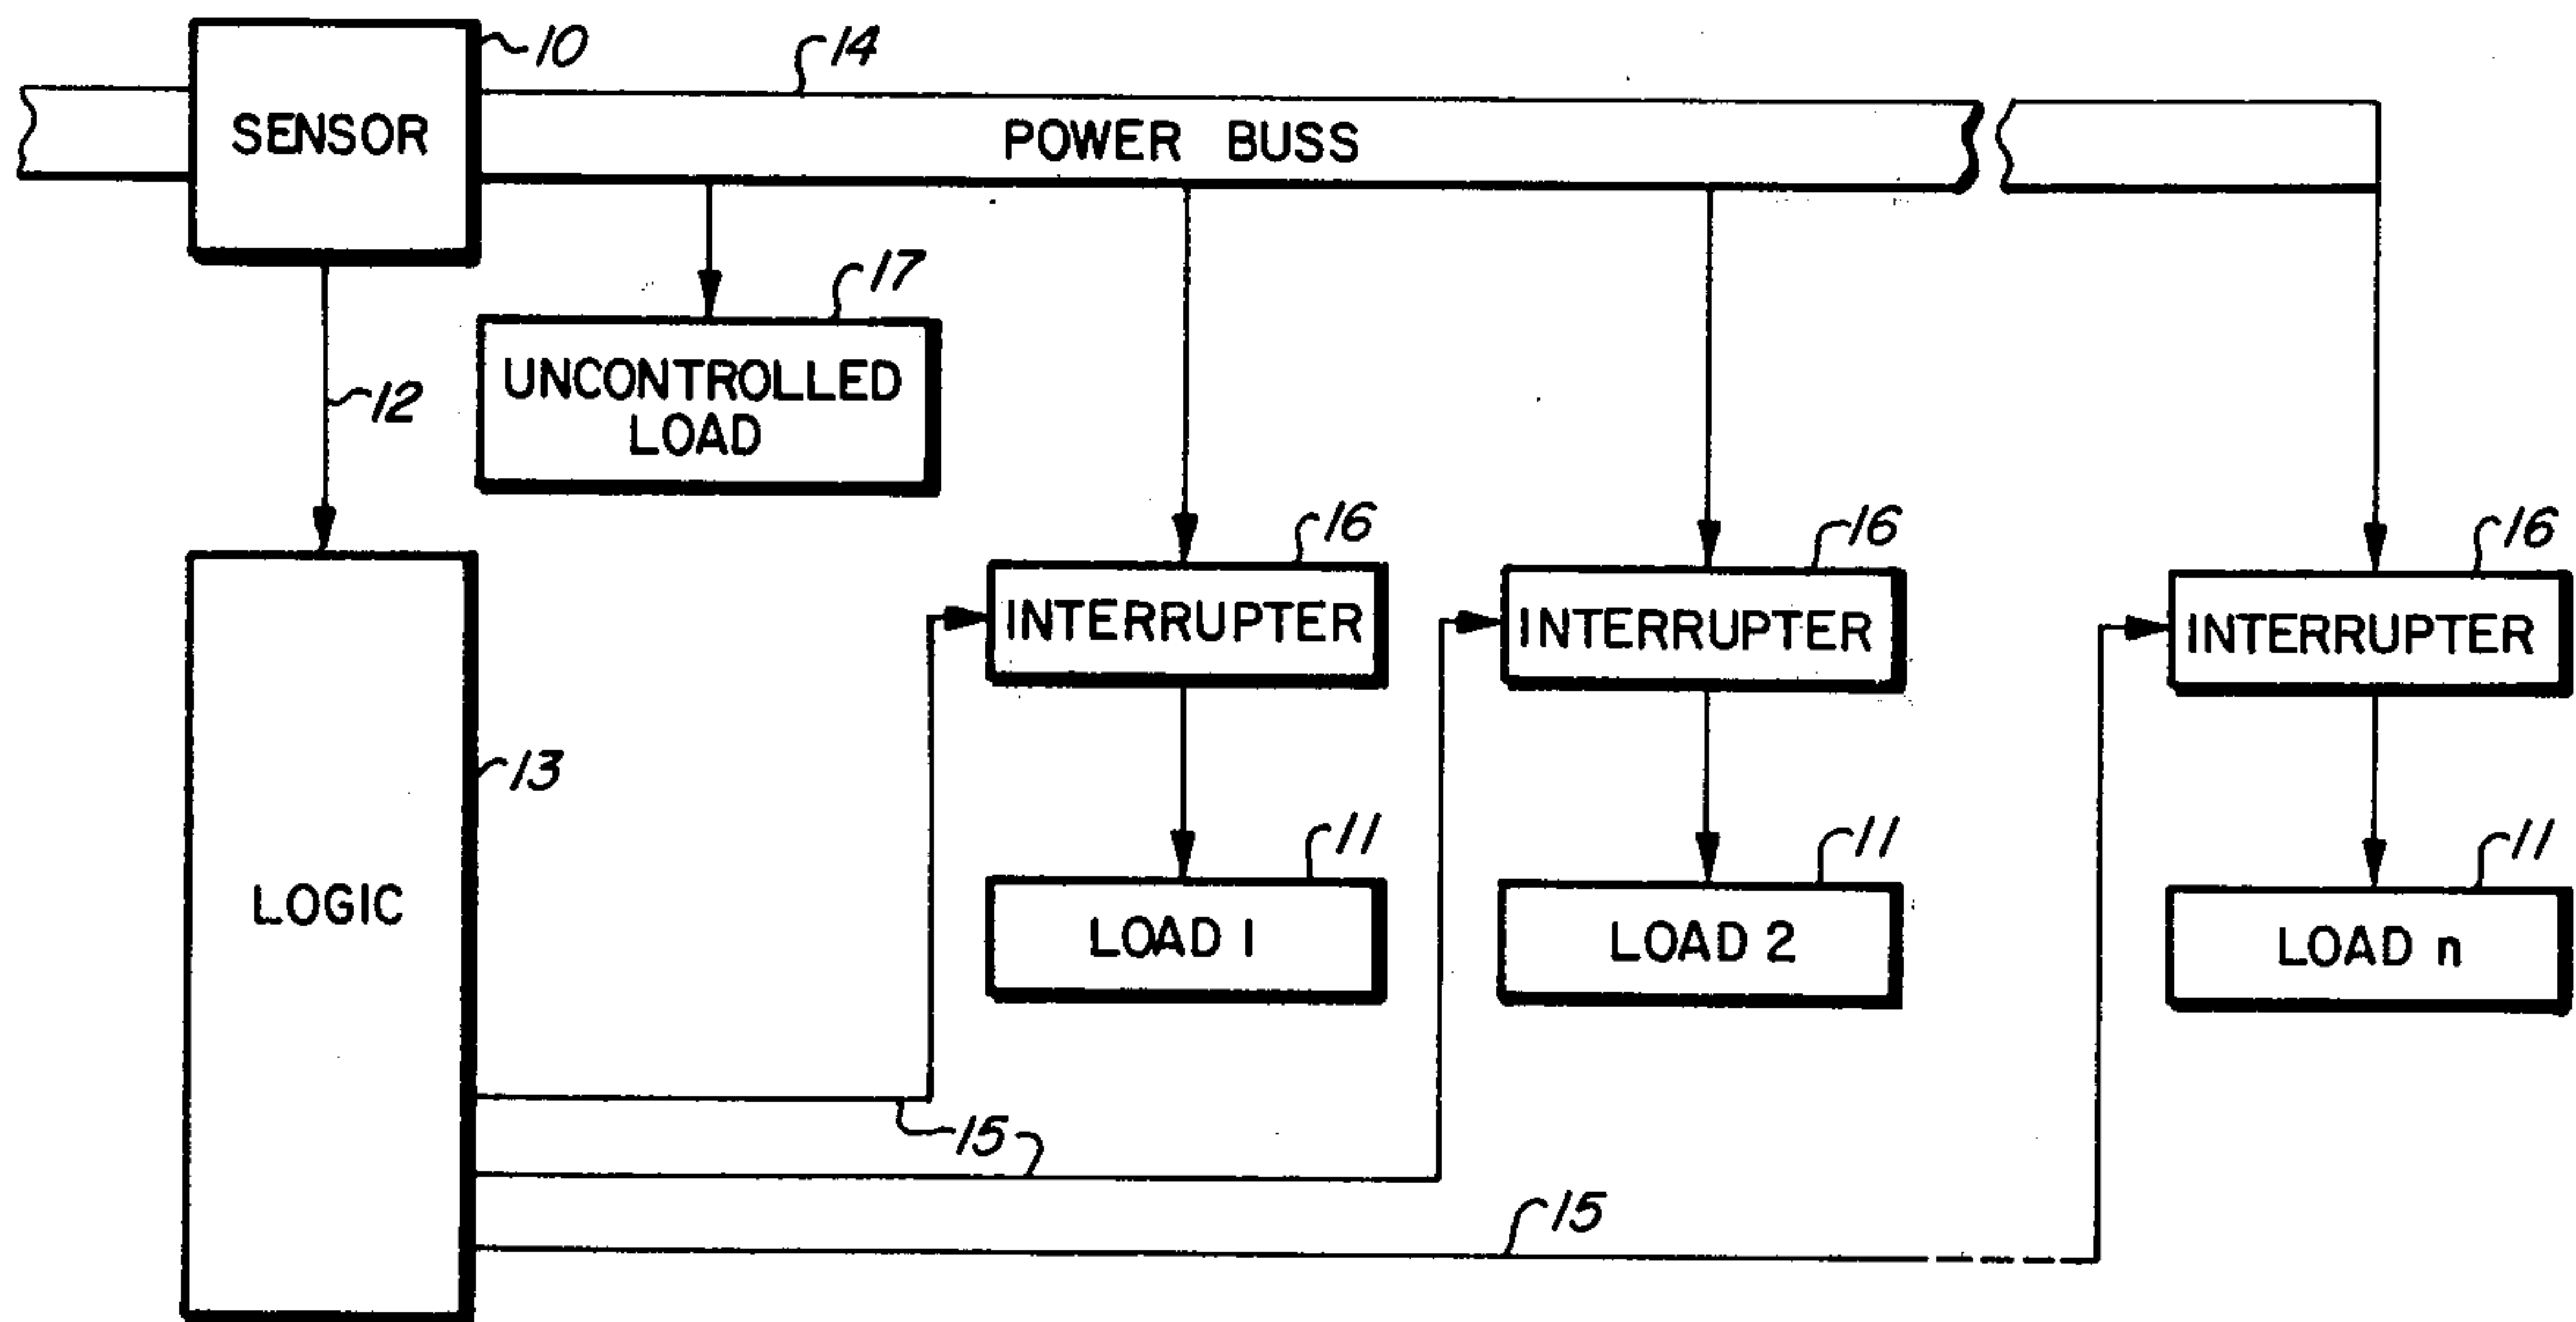 10
14
SENSOR
POWER BUSS
17
UNCONTROLLED
LOAD
12
16
16
16
INTERRUPTER
INTERRUPTER
INTERRUPTER
13
11
11
11
LOGIC
LOAD 1
LOAD 2
LOAD n
15
15